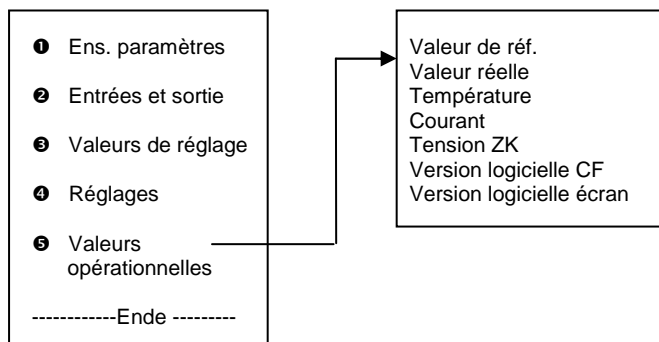 ❶ Ens. paramètres
❷ Entrées et sortie
❸ Valeurs de réglage
❹ Réglages
❺ Valeurs
opérationnelles
------------Ende ---------
Valeur de réf.
Valeur réelle
Température
Courant
Tension ZK
Version logicielle CF
Version logicielle écran